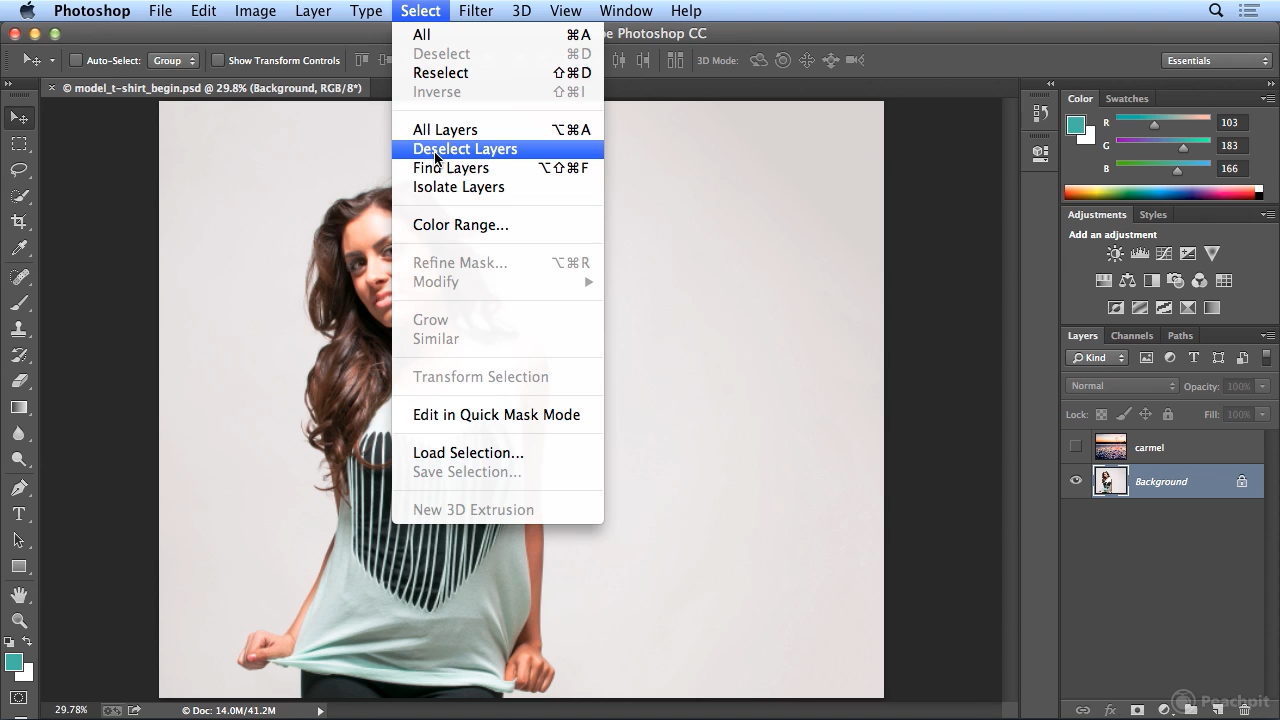 Photoshop File Edit Image Layer Type Select Filter 3D View Window Help
Photoshop CC
Auto-Select: Group Show Transform Controls 3D Mode: Essentials
× © model_t-shirt_begin.psd @ 29.8% (Background, RGB/8*)
All ⌘A
Deselect ⌘D
Reselect ⇧⌘D
Inverse ⇧⌘I
All Layers ⌥⌘A
Deselect Layers
Find Layers ⌥⇧⌘F
Isolate Layers
Color Range...
Refine Mask... ⌥⌘R
Modify ▶
Grow
Similar
Transform Selection
Edit in Quick Mask Mode
Load Selection...
Save Selection...
New 3D Extrusion
Color Swatches
R 103
G 183
B 166
Adjustments Styles
Add an adjustment
Layers Channels Paths
Kind
Normal Opacity: 100%
Lock: Fill: 100%
carmel
Background
29.78% © Doc: 14.0M/41.2M
Peachpit